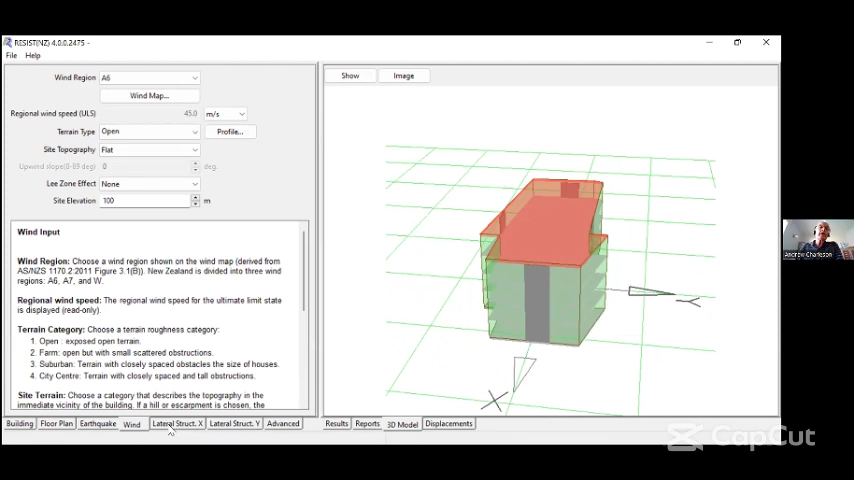 RESIST(NZ) 4.0.0.2475 -
File Help
Wind Region A6
Wind Map...
Regional wind speed (ULS) 45.0 m/s
Terrain Type Open Profile...
Site Topography Flat
Upwind slope(0-89 deg) 0 deg.
Lee Zone Effect None
Site Elevation 100 m
Wind Input
Wind Region: Choose a wind region shown on the wind map (derived from
AS/NZS 1170.2:2011 Figure 3.1(B)). New Zealand is divided into three wind
regions: A6, A7, and W.
Regional wind speed: The regional wind speed for the ultimate limit state
is displayed (read-only).
Terrain Category: Choose a terrain roughness category:
1. Open : exposed open terrain.
2. Farm: open but with small scattered obstructions.
3. Suburban: Terrain with closely spaced obstacles the size of houses.
4. City Centre: Terrain with closely spaced and tall obstructions.
Site Terrain: Choose a category that describes the topography in the
immediate vicinity of the building. If a hill or escarpment is chosen, the
Building Floor Plan Earthquake Wind Lateral Struct. X Lateral Struct. Y Advanced
Show Image
Y
X
Results Reports 3D Model Displacements
Andrew Charleson
CapCut